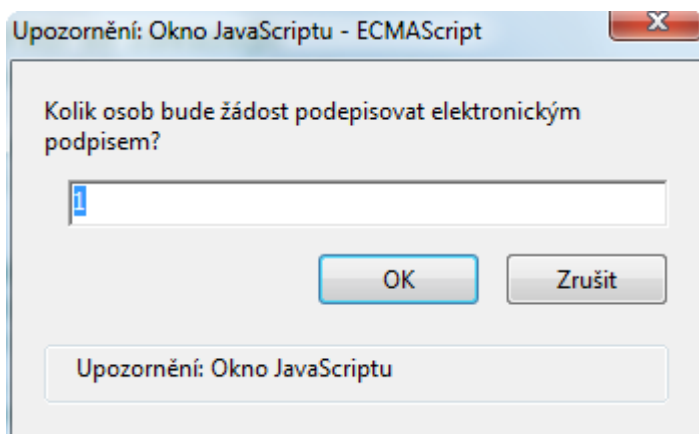 Upozornění: Okno JavaScriptu - ECMAScript
Kolik osob bude žádost podepisovat elektronickým
podpisem?
1
OK
Zrušit
Upozornění: Okno JavaScriptu